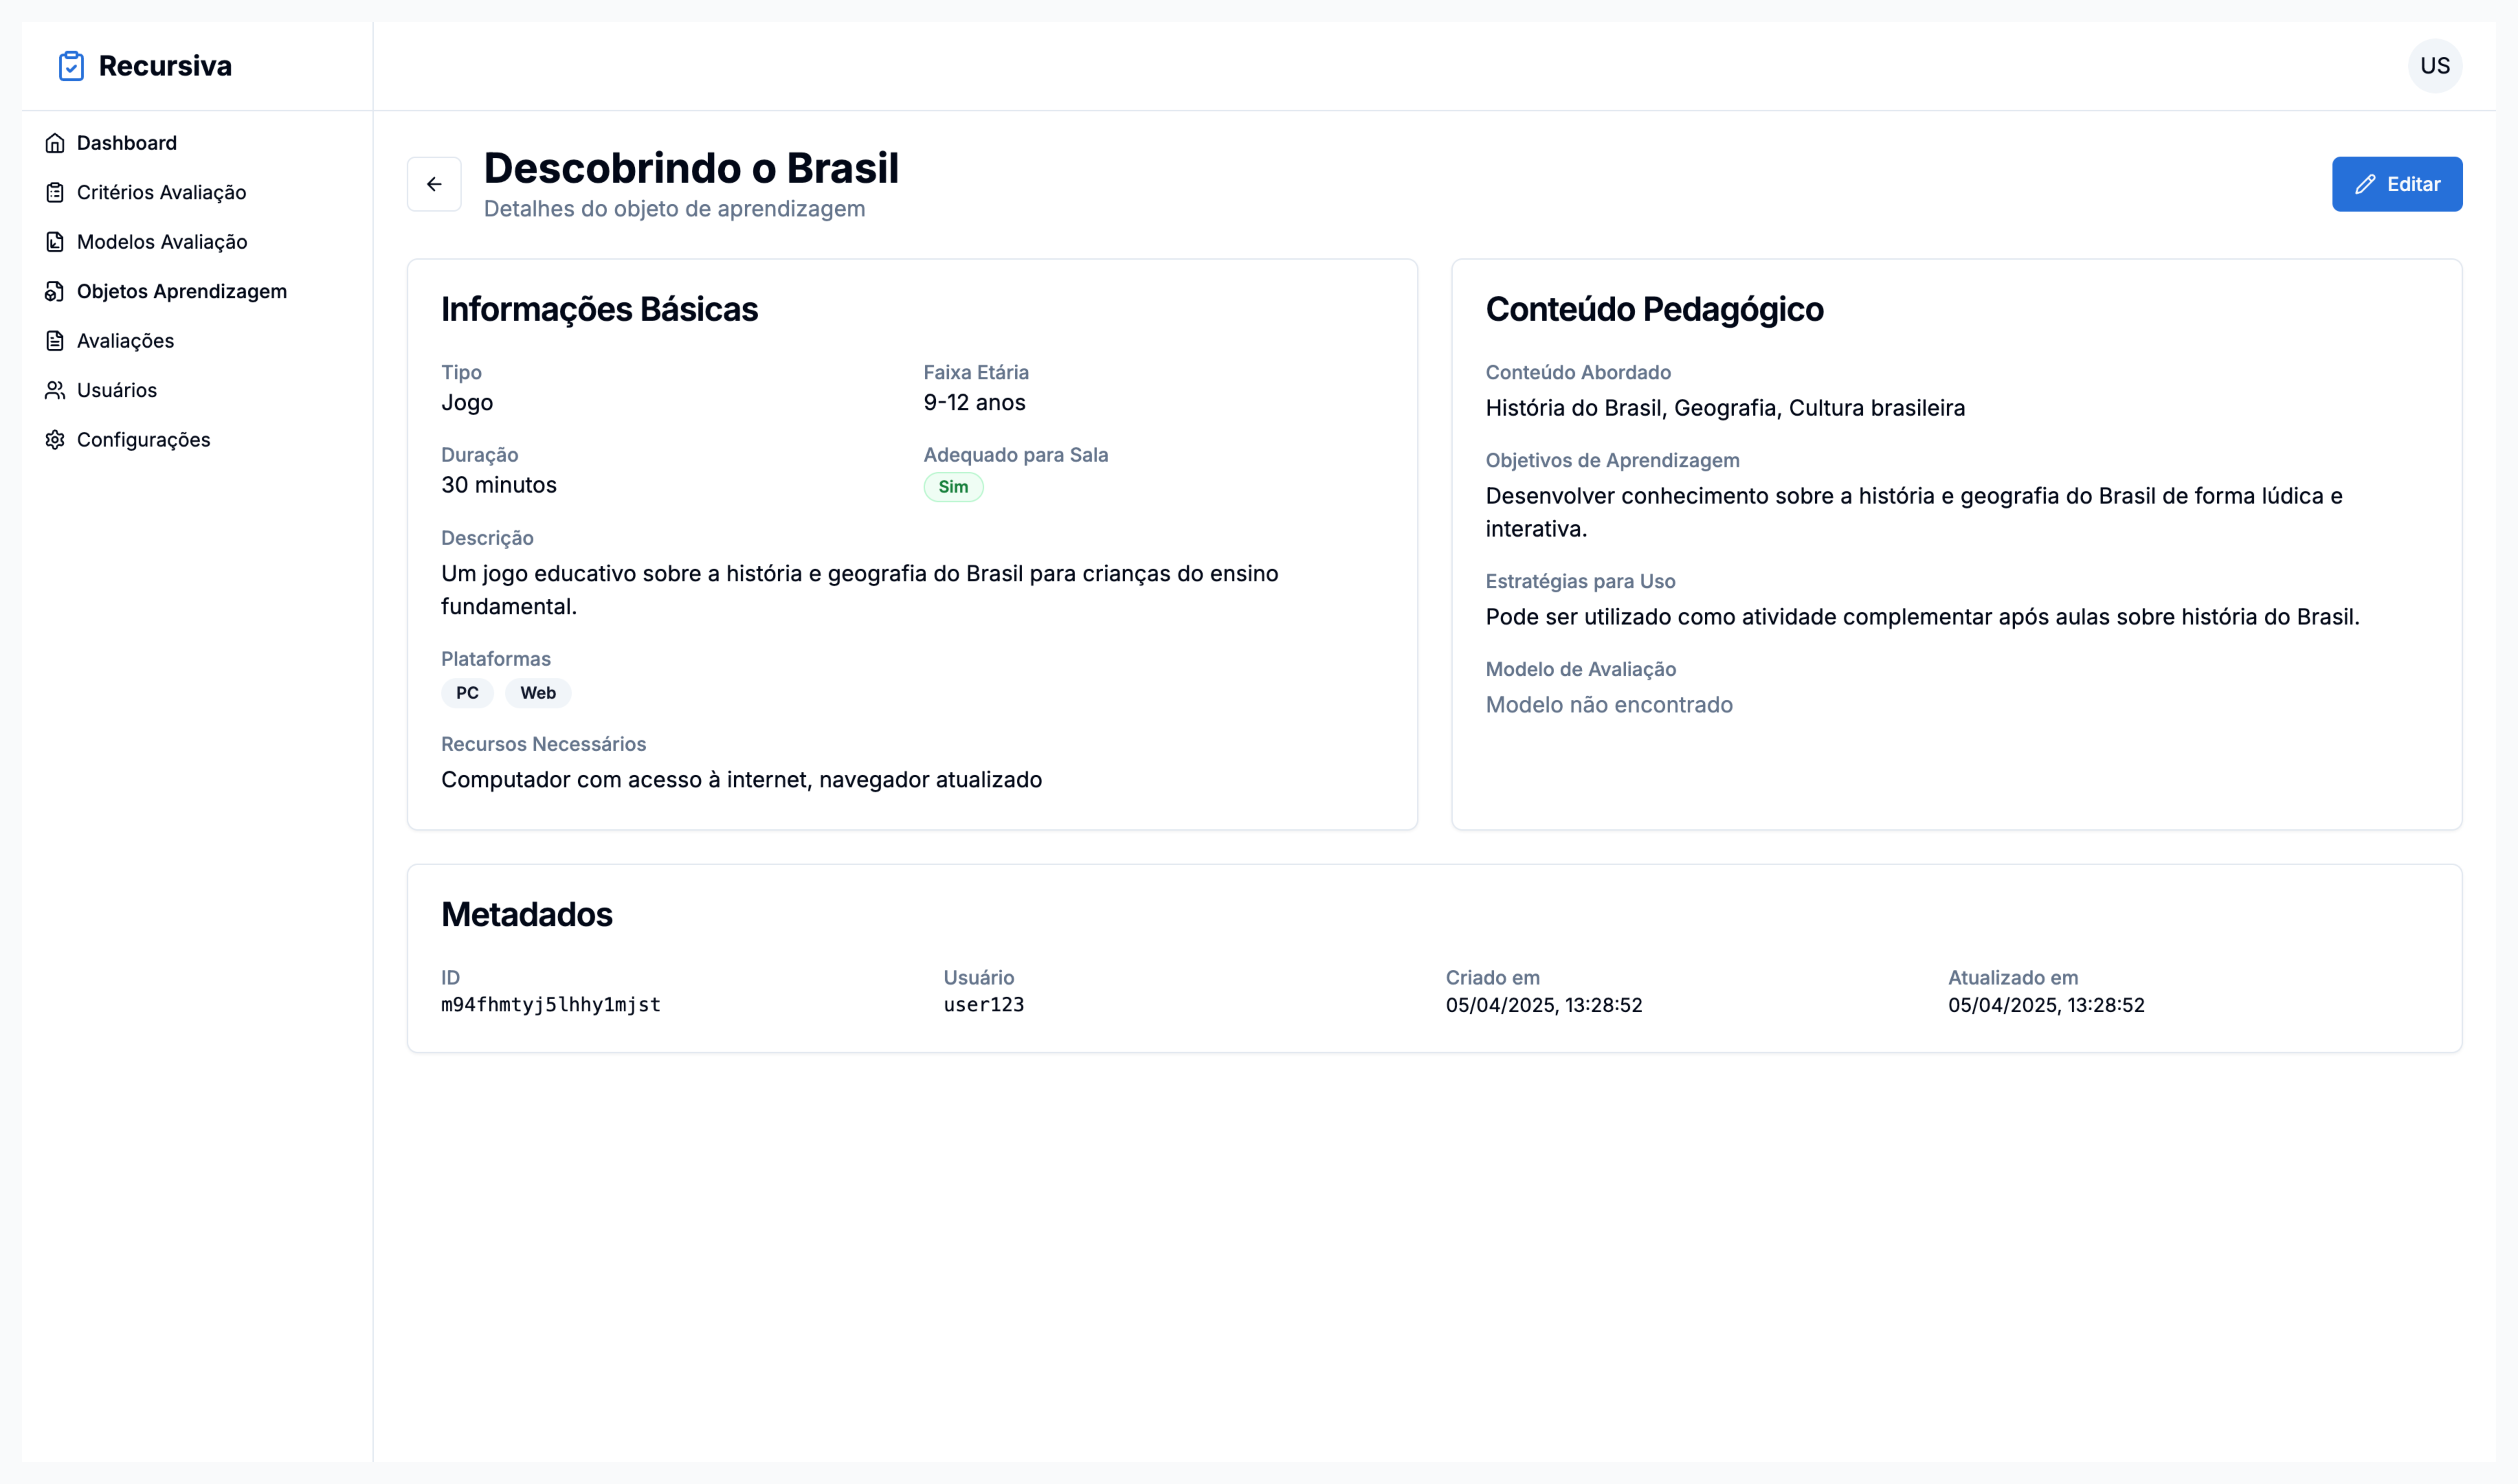 Recursiva
US
Dashboard
Critérios Avaliação
Modelos Avaliação
Objetos Aprendizagem
Avaliações
Usuários
Configurações
Descobrindo o Brasil
Detalhes do objeto de aprendizagem
Editar
Informações Básicas
Tipo
Jogo
Faixa Etária
9-12 anos
Duração
30 minutos
Adequado para Sala
Sim
Descrição
Um jogo educativo sobre a história e geografia do Brasil para crianças do ensino
fundamental.
Plataformas
PC
Web
Recursos Necessários
Computador com acesso à internet, navegador atualizado
Conteúdo Pedagógico
Conteúdo Abordado
História do Brasil, Geografia, Cultura brasileira
Objetivos de Aprendizagem
Desenvolver conhecimento sobre a história e geografia do Brasil de forma lúdica e
interativa.
Estratégias para Uso
Pode ser utilizado como atividade complementar após aulas sobre história do Brasil.
Modelo de Avaliação
Modelo não encontrado
Metadados
ID
m94fhmtyj5lhhy1mjst
Usuário
user123
Criado em
05/04/2025, 13:28:52
Atualizado em
05/04/2025, 13:28:52